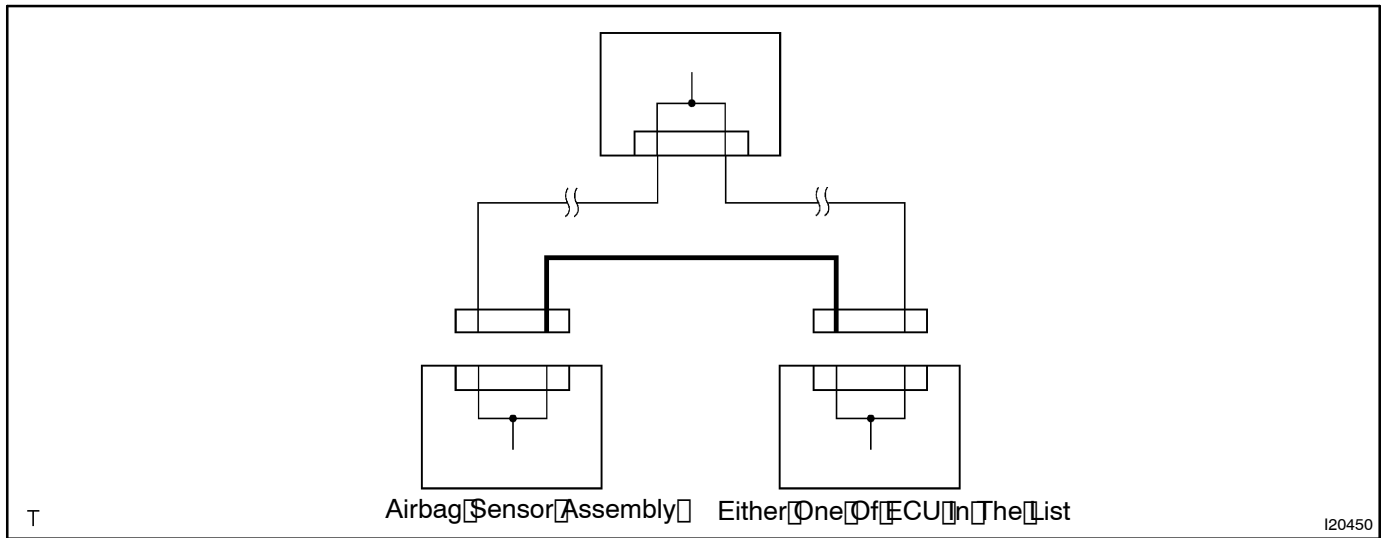 Airbag▯Sensor▯Assembly▯
Either▯One▯Of▯ECU▯In▯The▯List
T
I20450